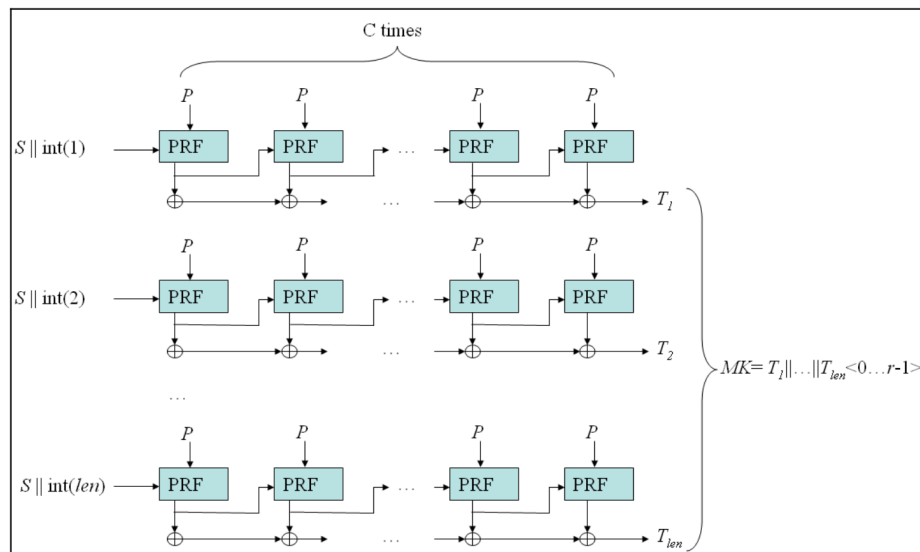 C times
P P P P
S || int(1) PRF PRF ... PRF PRF
... T1
P P P P
S || int(2) PRF PRF ... PRF PRF
... T2
MK= T1||…||Tlen<0…r-1>
...
P P P P
S || int(len) PRF PRF ... PRF PRF
... Tlen